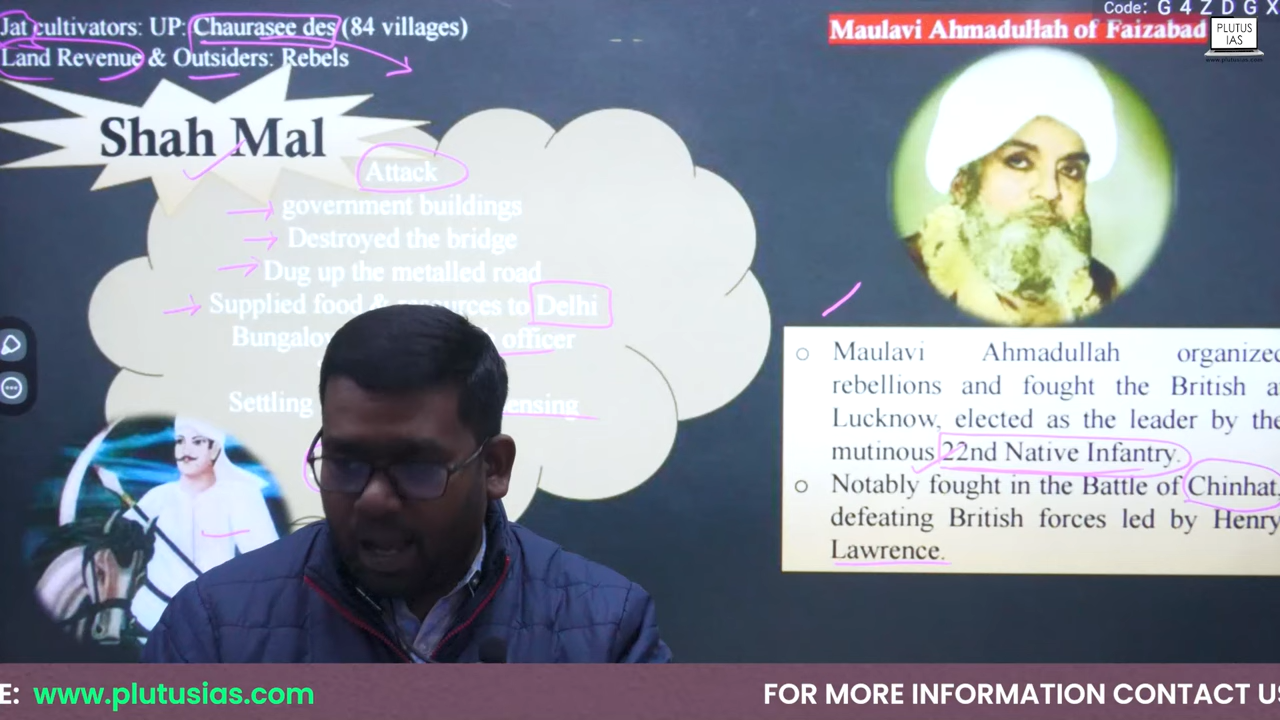 Code: G 4 Z D G X
Jat cultivators: UP: Chaurasee des (84 villages)
Land Revenue & Outsiders: Rebels
Shah Mal
Attack
government buildings
Destroyed the bridge
Dug up the metalled road
Supplied food & to Delhi
officer
Settling
Maulavi Ahmadullah of Faizabad
PLUTUS
IAS
www.plutusias.com
○ Maulavi Ahmadullah organized
rebellions and fought the British a
Lucknow, elected as the leader by the
mutinous 22nd Native Infantry.
○ Notably fought in the Battle of Chinhat,
defeating British forces led by Henry
Lawrence.
E: www.plutusias.com
FOR MORE INFORMATION CONTACT US